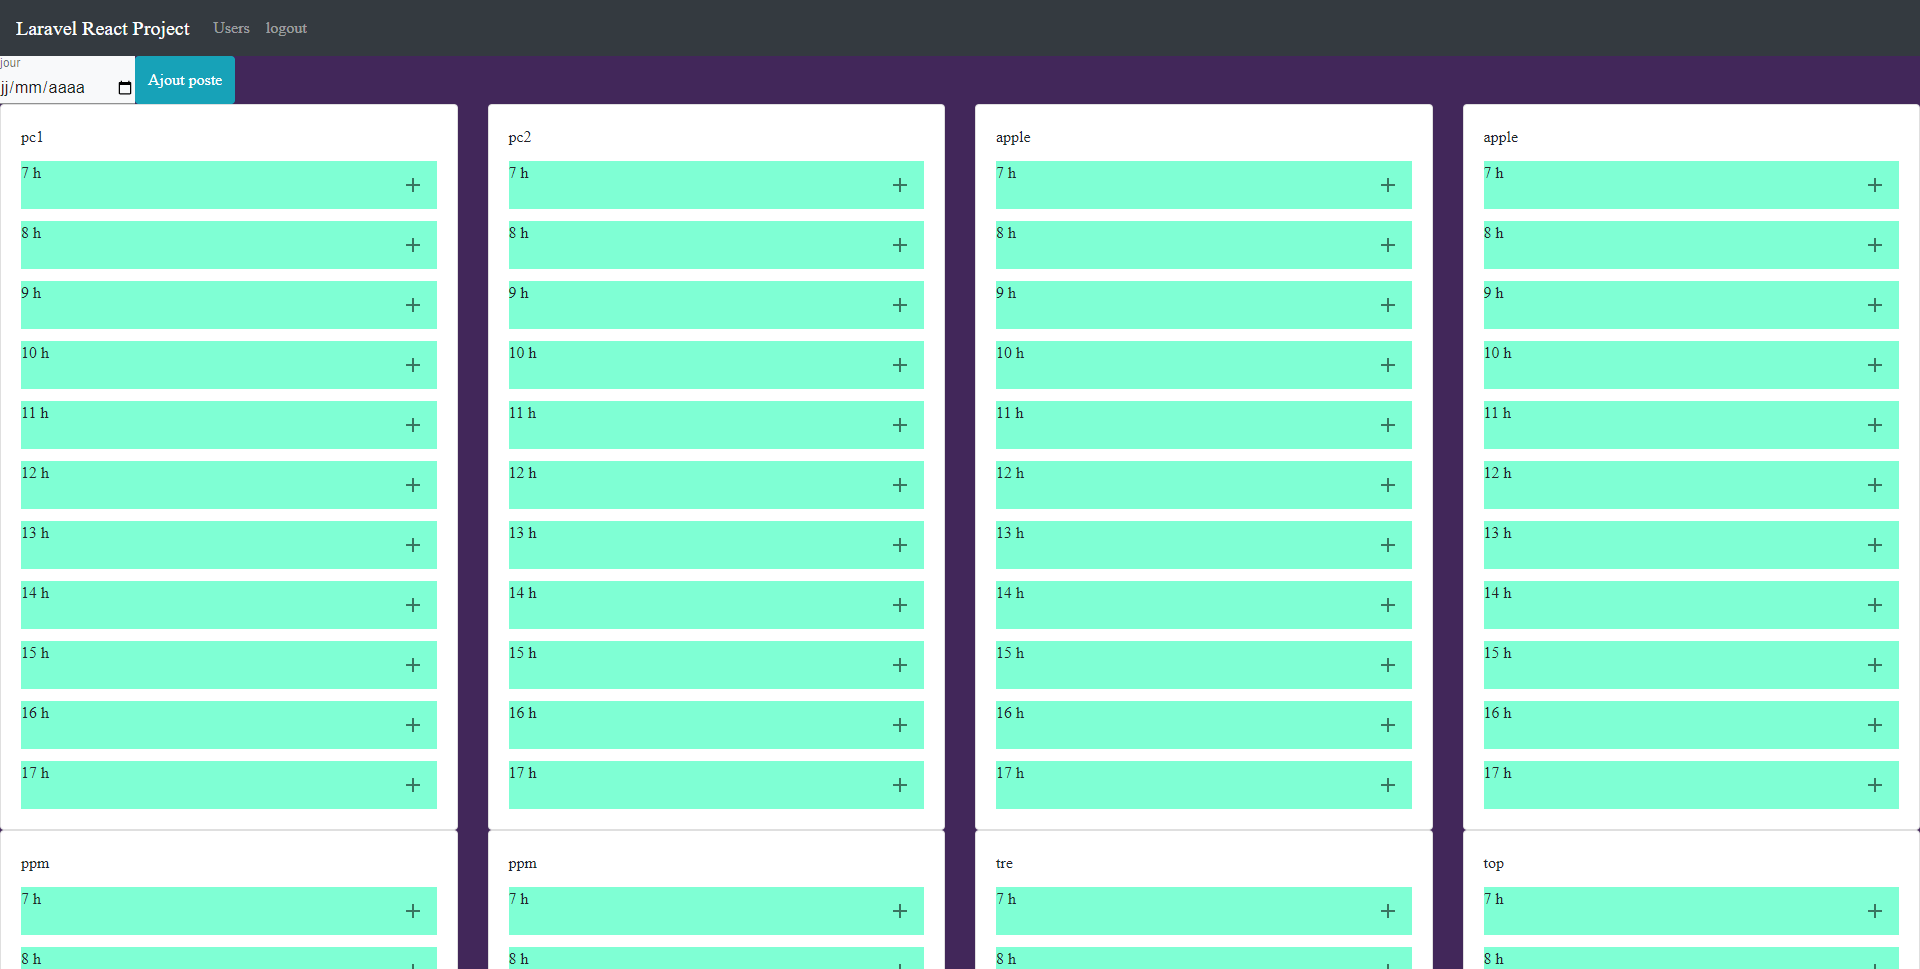 Laravel React Project Users logout
jour
jj/mm/aaaa Ajout poste
pc1 pc2 apple apple
7 h 7 h 7 h 7 h
8 h 8 h 8 h 8 h
9 h 9 h 9 h 9 h
10 h 10 h 10 h 10 h
11 h 11 h 11 h 11 h
12 h 12 h 12 h 12 h
13 h 13 h 13 h 13 h
14 h 14 h 14 h 14 h
15 h 15 h 15 h 15 h
16 h 16 h 16 h 16 h
17 h 17 h 17 h 17 h
ppm ppm tre top
7 h 7 h 7 h 7 h
8 h 8 h 8 h 8 h